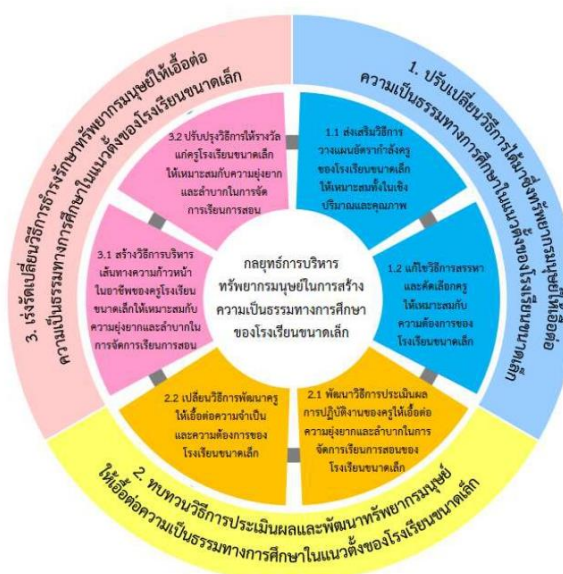 กลยุทธ์การบริหาร
ทรัพยากรมนุษย์ในการสร้าง
ความเป็นธรรมทางการศึกษา
ของโรงเรียนขนาดเล็ก
1. ปรับเปลี่ยนวิธีการได้มาซึ่งทรัพยากรมนุษย์ให้เอื้อต่อ
ความเป็นธรรมทางการศึกษาในแนวตั้งของโรงเรียนขนาดเล็ก
1.1 ส่งเสริมวิธีการ
วางแผนอัตรากำลังครู
ของโรงเรียนขนาดเล็ก
ให้เหมาะสมทั้งในเชิง
ปริมาณและคุณภาพ
1.2 แก้ไขวิธีการสรรหา
และคัดเลือกครู
ให้เหมาะสมกับ
ความต้องการของ
โรงเรียนขนาดเล็ก
2. ทบทวนวิธีการประเมินผลและพัฒนาทรัพยากรมนุษย์
ให้เอื้อต่อความเป็นธรรมทางการศึกษาในแนวตั้งของโรงเรียนขนาดเล็ก
2.1 พัฒนาวิธีการประเมินผล
การปฏิบัติงานของครูให้เอื้อต่อ
ความยุ่งยากและลำบากในการ
จัดการเรียนการสอนของ
โรงเรียนขนาดเล็ก
2.2 เปลี่ยนวิธีการพัฒนาครู
ให้เอื้อต่อความจำเป็น
และความต้องการของ
โรงเรียนขนาดเล็ก
3. เร่งรัดเปลี่ยนวิธีการธำรงรักษาทรัพยากรมนุษย์ให้เอื้อต่อ
ความเป็นธรรมทางการศึกษาในแนวตั้งของโรงเรียนขนาดเล็ก
3.1 สร้างวิธีการบริหาร
เส้นทางความก้าวหน้า
ในอาชีพของครูโรงเรียน
ขนาดเล็กให้เหมาะสมกับ
ความยุ่งยากและลำบากใน
การจัดการเรียนการสอน
3.2 ปรับปรุงวิธีการให้รางวัล
แก่ครูโรงเรียนขนาดเล็ก
ให้เหมาะสมกับความยุ่งยาก
และลำบากในการจัด
การเรียนการสอน